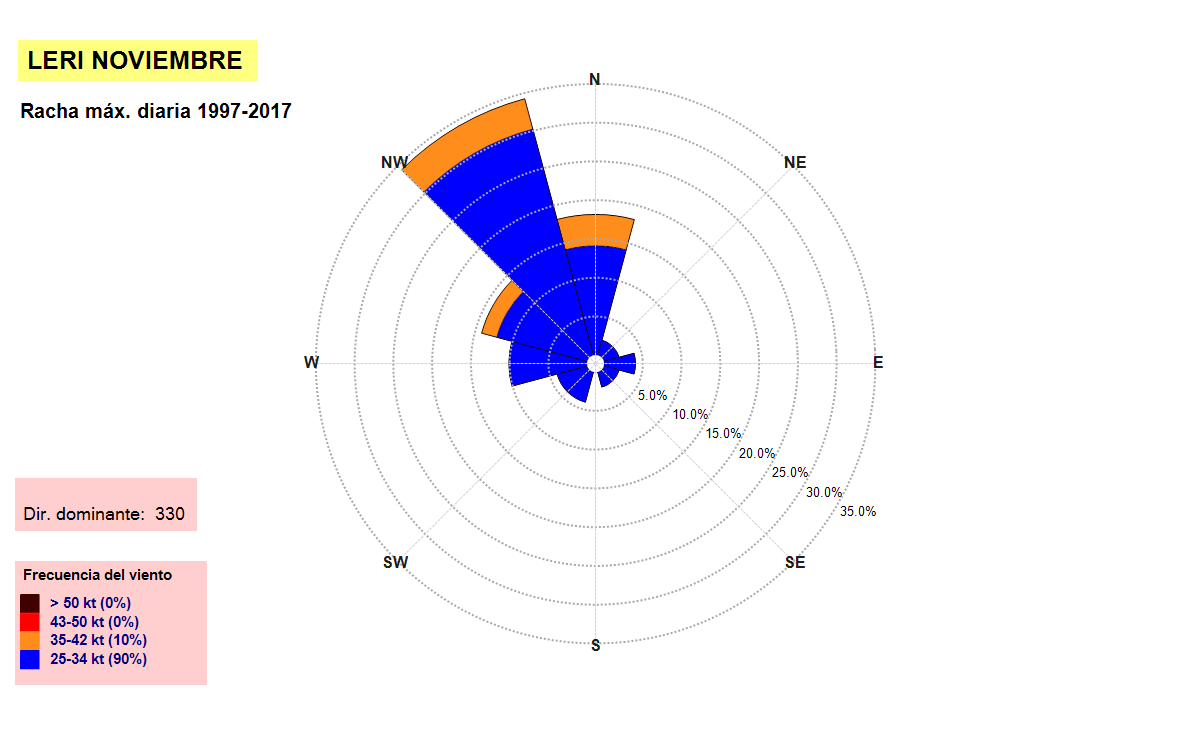 LERI NOVIEMBRE
Racha máx. diaria 1997-2017
N
NW
NE
W
E
5.0%
10.0%
15.0%
20.0%
25.0%
30.0%
35.0%
SW
SE
S
Dir. dominante: 330
Frecuencia del viento
> 50 kt (0%)
43-50 kt (0%)
35-42 kt (10%)
25-34 kt (90%)